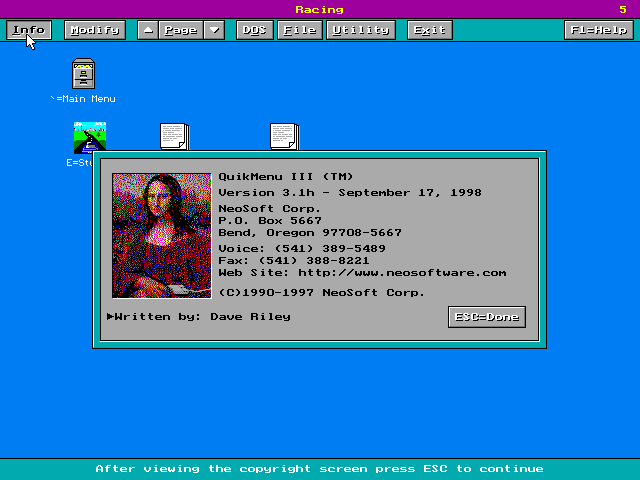 Racing 5
Info Modify Page DOS File Utility Exit F1=Help
`=Main Menu
QuikMenu III (TM)
Version 3.1h - September 17, 1998
NeoSoft Corp.
P.O. Box 5667
Bend, Oregon 97708-5667
Voice: (541) 389-5489
Fax: (541) 388-8221
Web Site: http://www.neosoftware.com
(C)1990-1997 NeoSoft Corp.
Written by: Dave Riley
ESC=Done
After viewing the copyright screen press ESC to continue